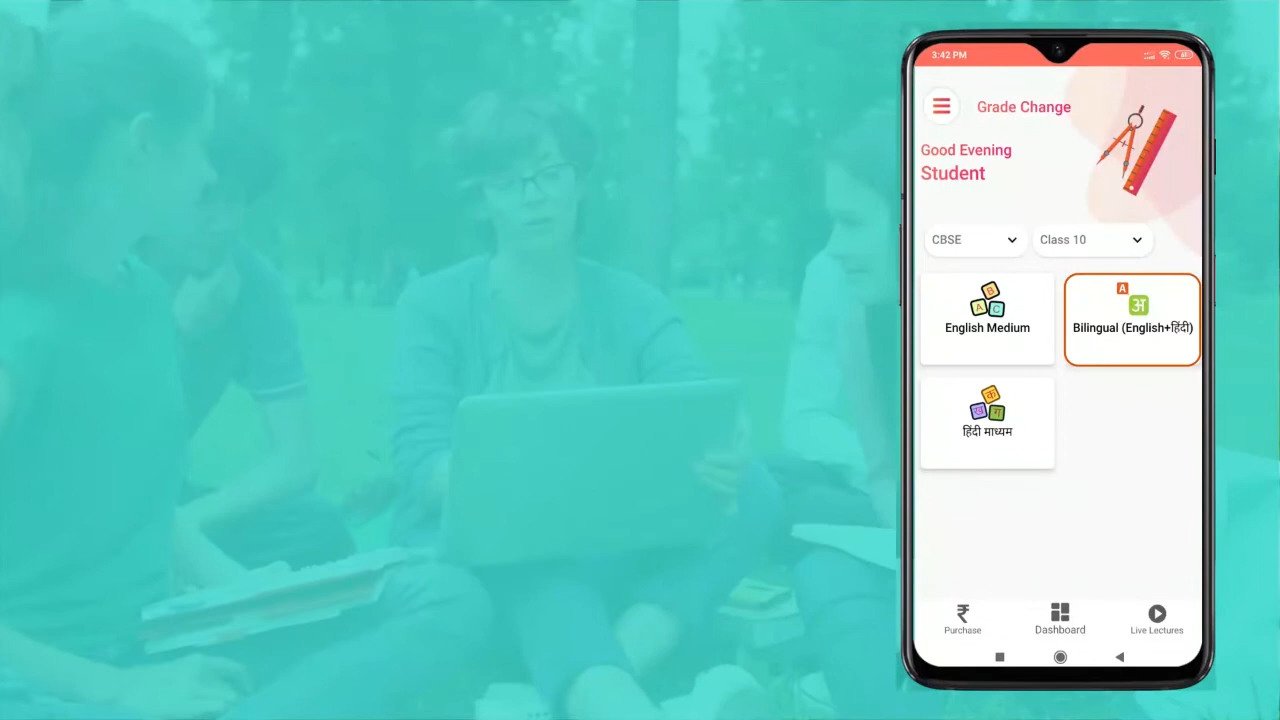 3:42 PM
Grade Change
Good Evening
Student
CBSE
Class 10
B
A C
English Medium
A
अ
Bilingual (English+हिंदी)
क
ख ग
हिंदी माध्यम
₹
Purchase
Dashboard
Live Lectures